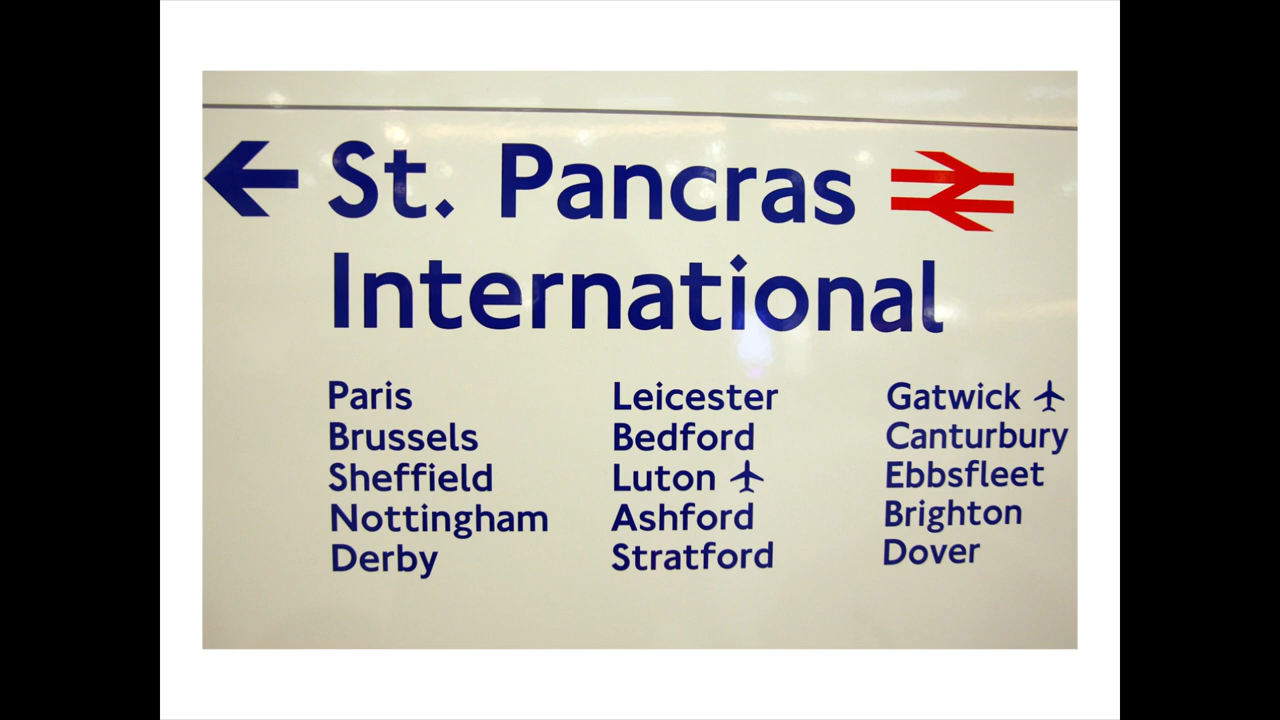 St. Pancras
International
Paris
Brussels
Sheffield
Nottingham
Derby
Leicester
Bedford
Luton
Ashford
Stratford
Gatwick
Canturbury
Ebbsfleet
Brighton
Dover